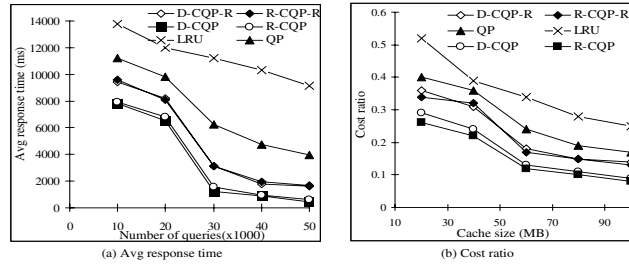 D-CQP-R R-CQP-R
D-CQP R-CQP
LRU QP
14000
12000
10000
8000
6000
4000
2000
0
Avg response time (ms)
0 10 20 30 40 50
Number of queries(x1000)
(a) Avg response time
D-CQP-R R-CQP-R
QP LRU
D-CQP R-CQP
0.6
0.5
0.4
0.3
0.2
0.1
0
Cost ratio
10 30 50 70 90
Cache size (MB)
(b) Cost ratio